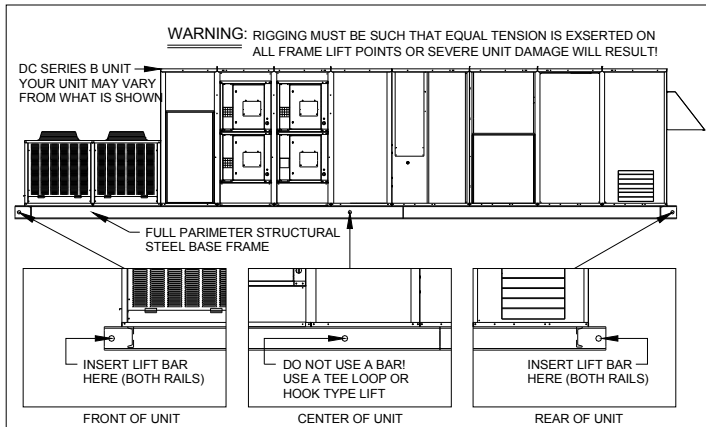 WARNING: RIGGING MUST BE SUCH THAT EQUAL TENSION IS EXSERTED ON
ALL FRAME LIFT POINTS OR SEVERE UNIT DAMAGE WILL RESULT!
DC SERIES B UNIT
YOUR UNIT MAY VARY
FROM WHAT IS SHOWN
FULL PARIMETER STRUCTURAL
STEEL BASE FRAME
INSERT LIFT BAR
HERE (BOTH RAILS)
FRONT OF UNIT
DO NOT USE A BAR!
USE A TEE LOOP OR
HOOK TYPE LIFT
CENTER OF UNIT
INSERT LIFT BAR
HERE (BOTH RAILS)
REAR OF UNIT